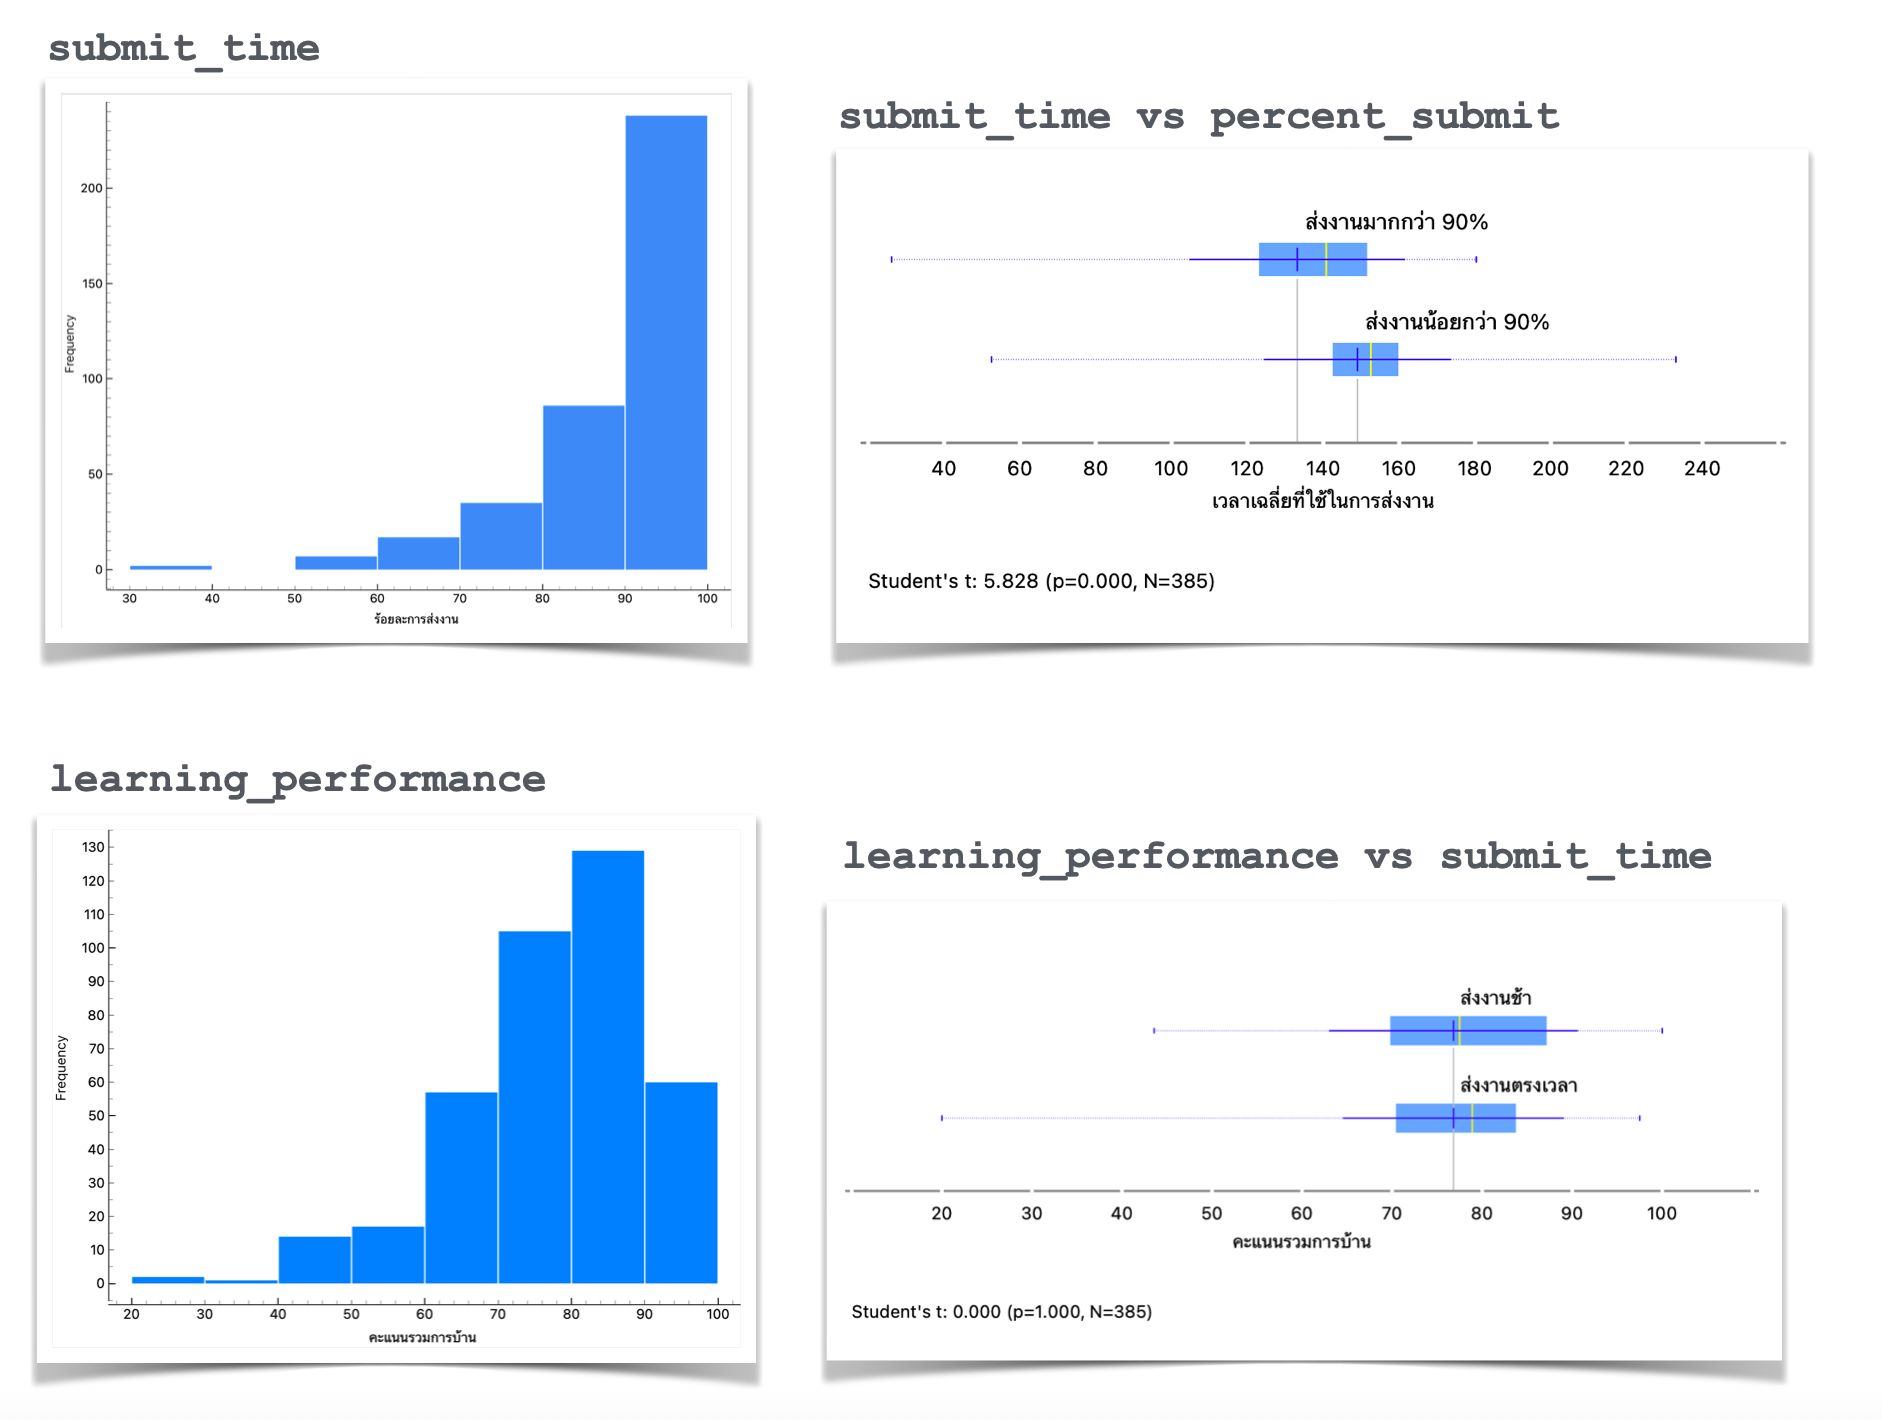 submit_time
200
150
100
50
0
Frequency
30 40 50 60 70 80 90 100
ร้อยละการส่งงาน
submit_time vs percent_submit
ส่งงานมากกว่า 90%
ส่งงานน้อยกว่า 90%
40 60 80 100 120 140 160 180 200 220 240
เวลาเฉลี่ยที่ใช้ในการส่งงาน
Student's t: 5.828 (p=0.000, N=385)
learning_performance
130
120
110
100
90
80
70
60
50
40
30
20
10
0
Frequency
20 30 40 50 60 70 80 90 100
คะแนนรวมการบ้าน
learning_performance vs submit_time
ส่งงานช้า
ส่งงานตรงเวลา
20 30 40 50 60 70 80 90 100
คะแนนรวมการบ้าน
Student's t: 0.000 (p=1.000, N=385)